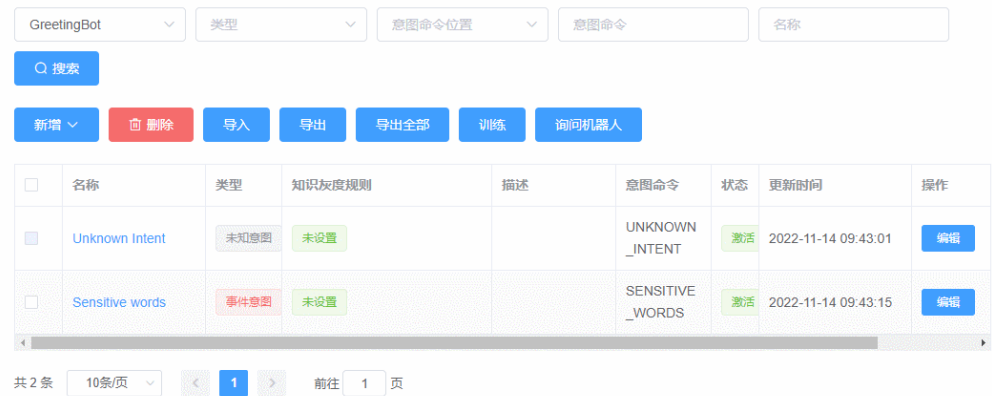 GreetingBot 类型 意图命令位置 意图命令 名称
搜索
新增 删除 导入 导出 导出全部 训练 询问机器人
名称 类型 知识灰度规则 描述 意图命令 状态 更新时间 操作
Unknown Intent 未知意图 未设置 UNKNOWN_INTENT 激活 2022-11-14 09:43:01 编辑
Sensitive words 事件意图 未设置 SENSITIVE_WORDS 激活 2022-11-14 09:43:15 编辑
共 2 条 10条/页 1 前往 1 页